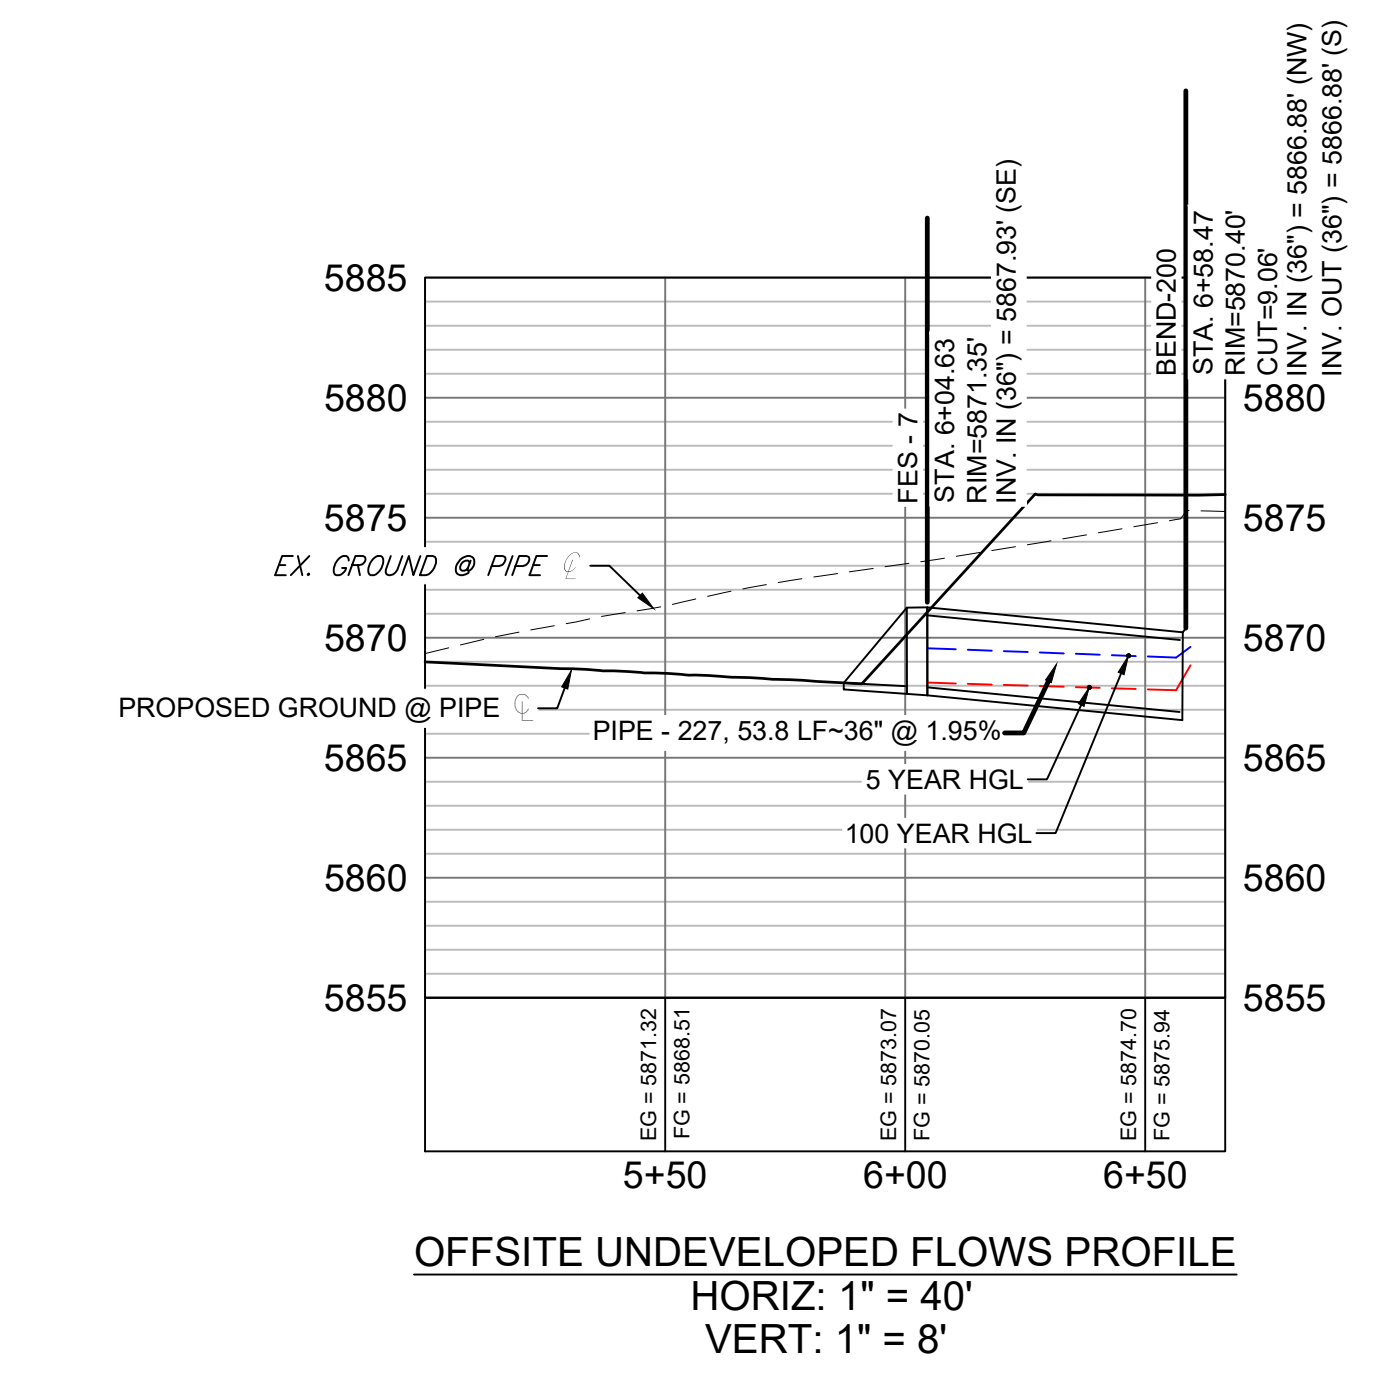 BEND-200
STA. 6+58.47
RIM=5870.40'
CUT=9.06'
INV. IN (36") = 5866.88' (NW)
INV. OUT (36") = 5866.88' (S)
FES - 7
STA. 6+04.63
RIM=5871.35'
INV. IN (36") = 5867.93' (SE)
5885
5880
5880
5875
5875
EX. GROUND @ PIPE ℄
5870
5870
PROPOSED GROUND @ PIPE ℄
PIPE - 227, 53.8 LF~36" @ 1.95%
5865
5865
5 YEAR HGL
100 YEAR HGL
5860
5860
5855
5855
EG = 5871.32
FG = 5868.51
EG = 5873.07
FG = 5870.05
EG = 5874.70
FG = 5875.94
5+50
6+00
6+50
OFFSITE UNDEVELOPED FLOWS PROFILE
HORIZ: 1" = 40'
VERT: 1" = 8'